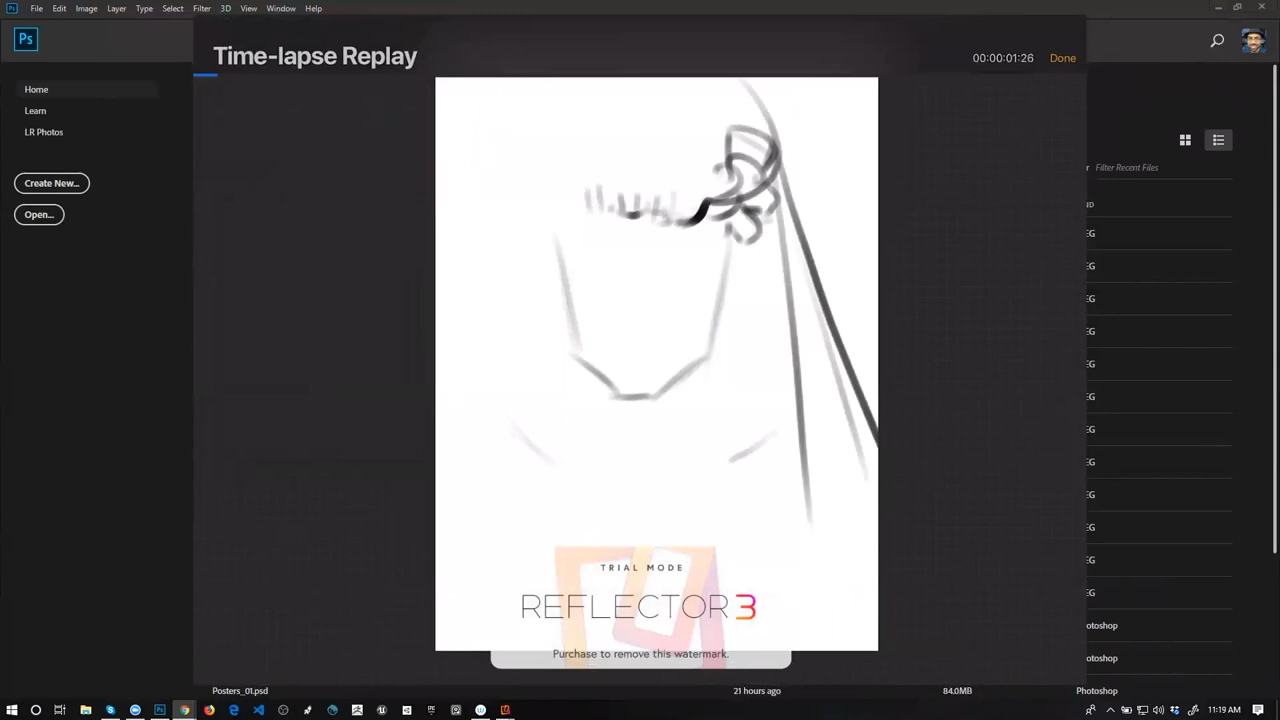 File Edit Image Layer Type Select Filter 3D View Window Help
Ps
Time-lapse Replay
00:00:01:26 Done
Home
Learn
LR Photos
Filter Recent Files
Create New...
Open...
TRIAL MODE
REFLECTOR 3
Purchase to remove this watermark.
Posters_01.psd 21 hours ago 84.0MB Photoshop
11:19 AM